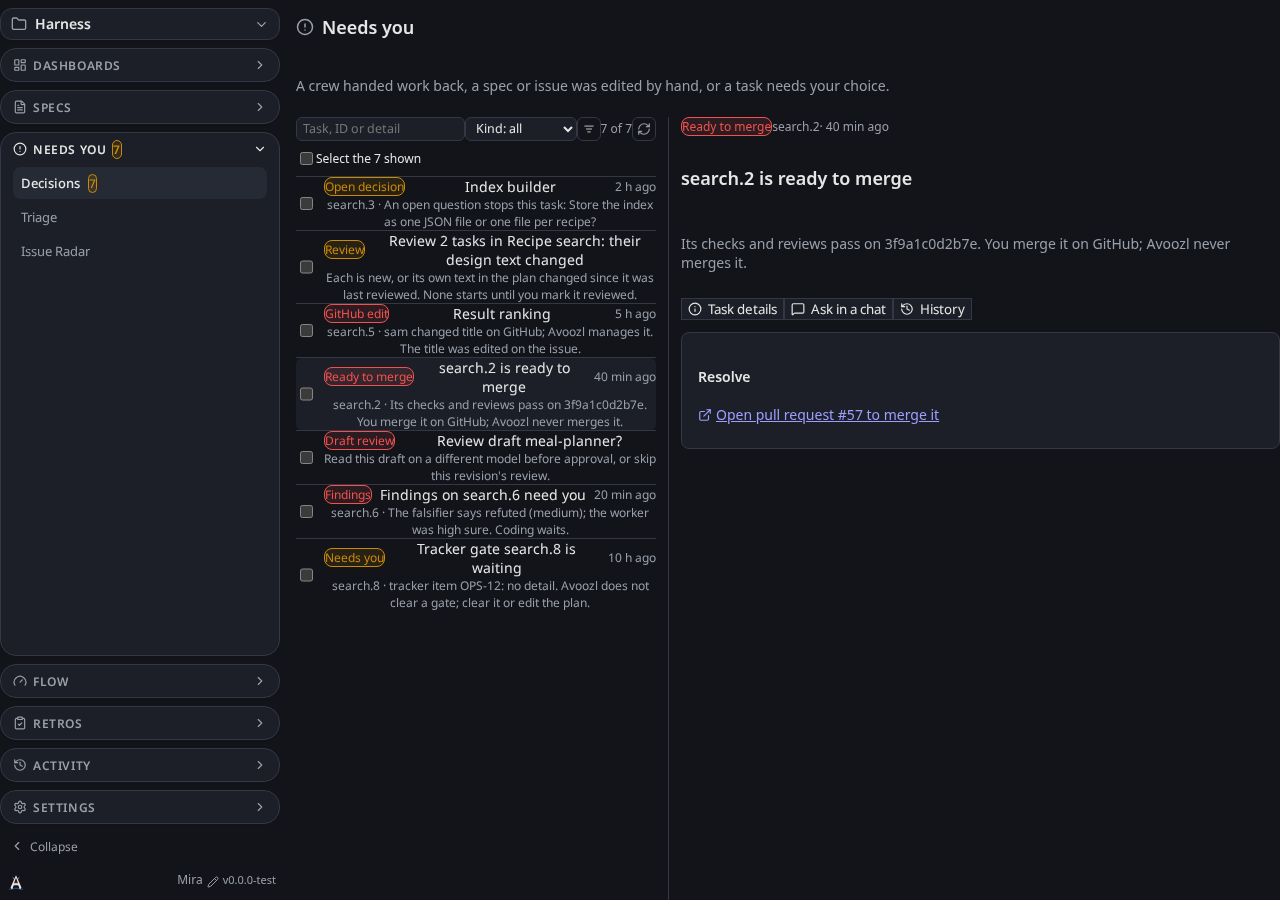 Harness
DASHBOARDS
SPECS
NEEDS YOU 7
Decisions 7
Triage
Issue Radar
FLOW
RETROS
ACTIVITY
SETTINGS
Collapse
A Mira v0.0.0-test
Needs you
A crew handed work back, a spec or issue was edited by hand, or a task needs your choice.
Task, ID or detail Kind: all 7 of 7
Select the 7 shown
Open decision Index builder 2 h ago
search.3 · An open question stops this task: Store the index
as one JSON file or one file per recipe?
Review Review 2 tasks in Recipe search: their
design text changed
Each is new, or its own text in the plan changed since it was
last reviewed. None starts until you mark it reviewed.
GitHub edit Result ranking 5 h ago
search.5 · sam changed title on GitHub; Avoozl manages it.
The title was edited on the issue.
Ready to merge search.2 is ready to
merge 40 min ago
search.2 · Its checks and reviews pass on 3f9a1c0d2b7e.
You merge it on GitHub; Avoozl never merges it.
Draft review Review draft meal-planner?
Read this draft on a different model before approval, or skip
this revision's review.
Findings Findings on search.6 need you 20 min ago
search.6 · The falsifier says refuted (medium); the worker
was high sure. Coding waits.
Needs you Tracker gate search.8 is
waiting 10 h ago
search.8 · tracker item OPS-12: no detail. Avoozl does not
clear a gate; clear it or edit the plan.
Ready to merge search.2 · 40 min ago
search.2 is ready to merge
Its checks and reviews pass on 3f9a1c0d2b7e. You merge it on GitHub; Avoozl never
merges it.
Task details Ask in a chat History
Resolve
Open pull request #57 to merge it